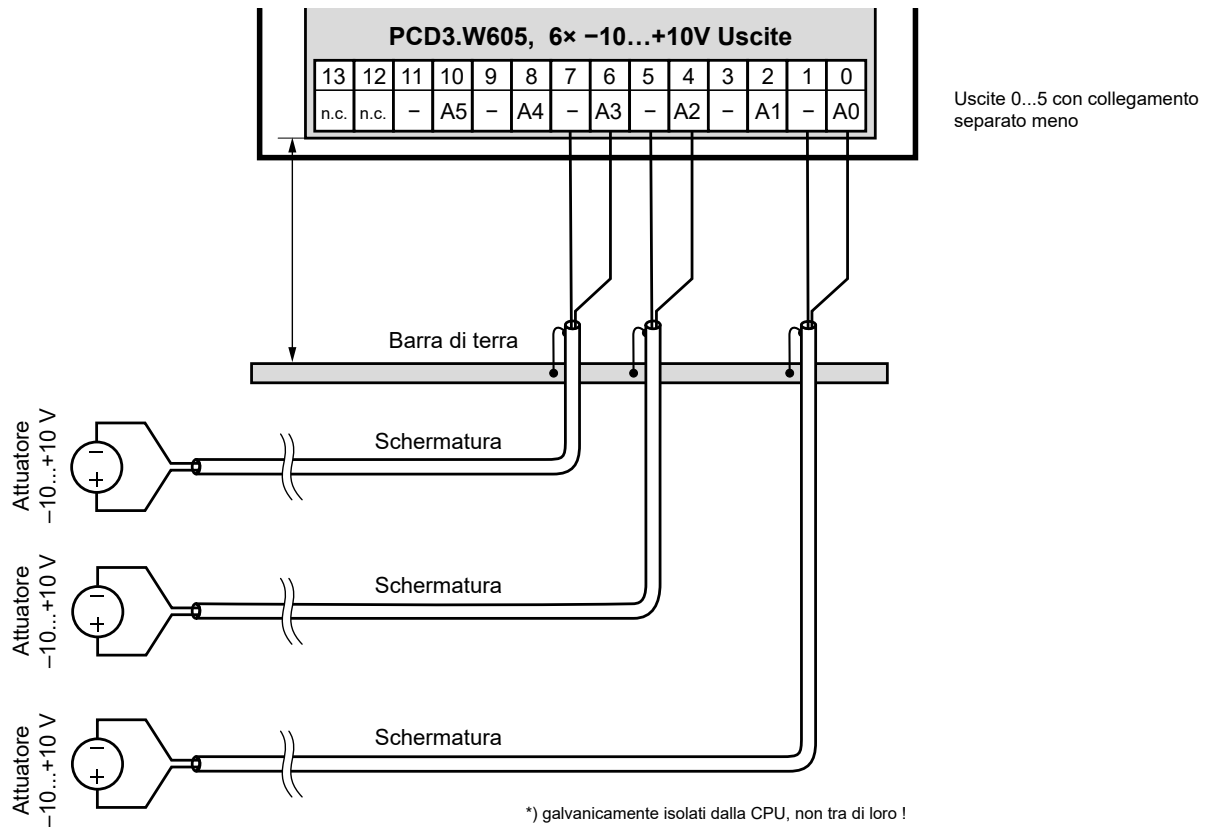 PCD3.W605, 6× −10…+10V Uscite
13 12 11 10 9 8 7 6 5 4 3 2 1 0
n.c. n.c. − A5 − A4 − A3 − A2 − A1 − A0
Uscite 0...5 con collegamento
separato meno
Barra di terra
Attuatore
−10...+10 V
− +
Schermatura
Attuatore
−10...+10 V
− +
Schermatura
Attuatore
−10...+10 V
− +
Schermatura
*) galvanicamente isolati dalla CPU, non tra di loro !